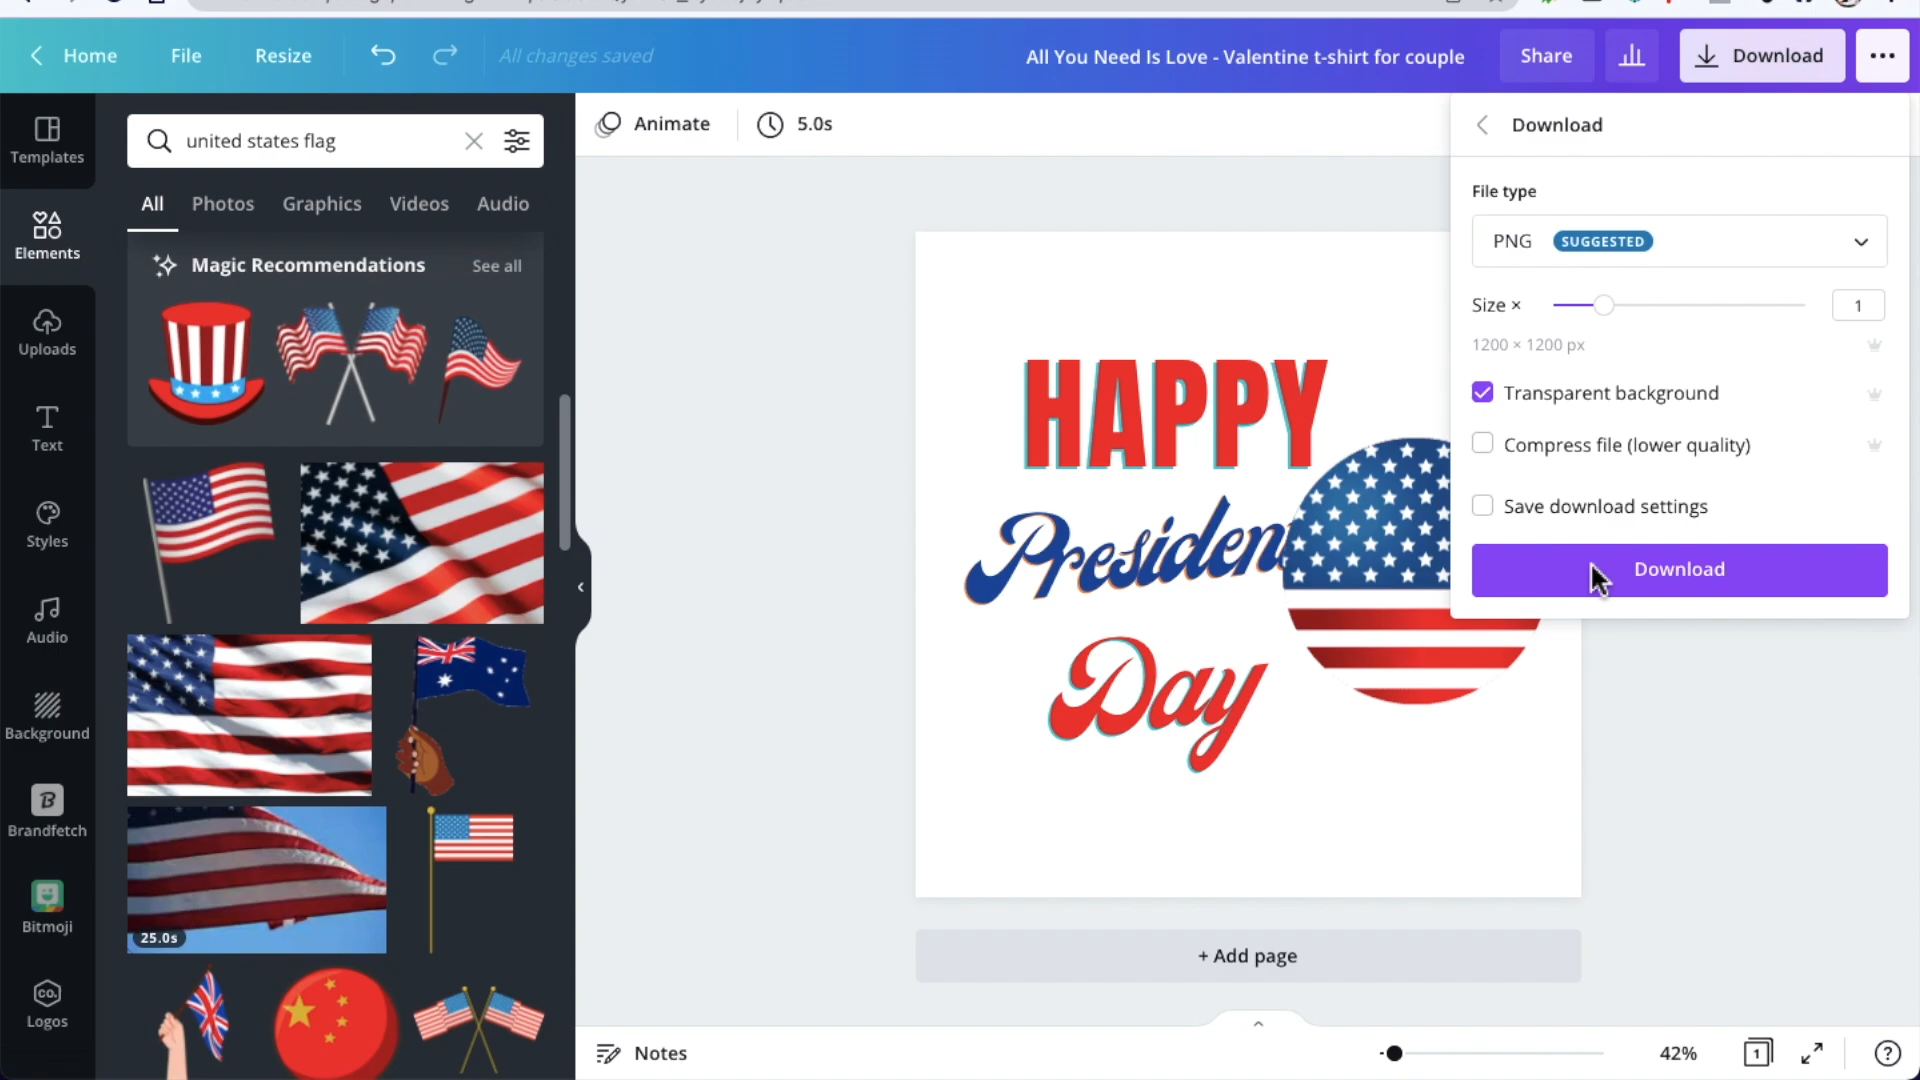 Home
File
Resize
All changes saved
All You Need Is Love - Valentine t-shirt for couple
Share
Download
Templates
Elements
Uploads
Text
Styles
Audio
Background
Brandfetch
Bitmoji
CO.
Logos
united states flag
All
Photos
Graphics
Videos
Audio
Magic Recommendations
See all
25.0s
Animate
5.0s
HAPPY
Presiden
Day
+ Add page
Notes
42%
1
?
Download
File type
PNG
SUGGESTED
Size ×
1
1200 × 1200 px
Transparent background
Compress file (lower quality)
Save download settings
Download